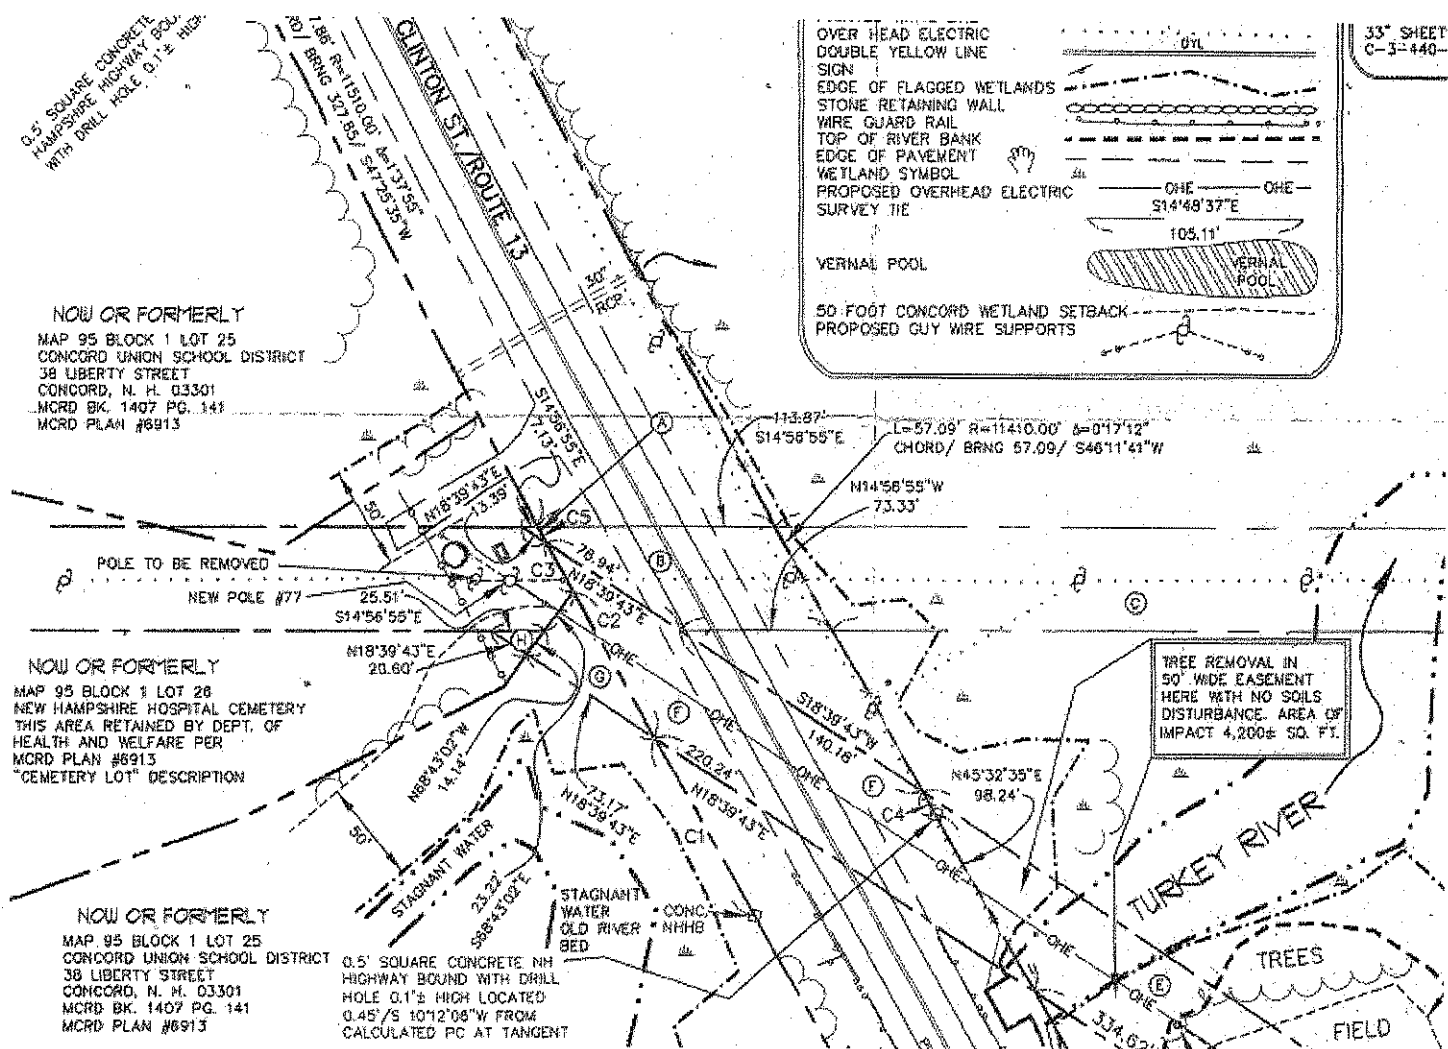 0.5' SQUARE CONCRETE
HAMPSHIRE HIGHWAY
WITH DRILL HOLE 0.1'±
R=11510.00' Δ=1°37'55"
BRNG 327.85/ S47°25'35"W
CLINTON ST./ROUTE 13
OVER HEAD ELECTRIC
DOUBLE YELLOW LINE
DYL
SIGN
EDGE OF FLAGGED WETLANDS
STONE RETAINING WALL
WIRE GUARD RAIL
TOP OF RIVER BANK
EDGE OF PAVEMENT
WETLAND SYMBOL
PROPOSED OVERHEAD ELECTRIC
OHE OHE
SURVEY TIE
S14°48'37"E
105.11'
VERNAL POOL
VERNAL
POOL
50 FOOT CONCORD WETLAND SETBACK
PROPOSED GUY WIRE SUPPORTS
33" SHEET
C-3-440-
NOW OR FORMERLY
MAP 95 BLOCK 1 LOT 25
CONCORD UNION SCHOOL DISTRICT
38 LIBERTY STREET
CONCORD, N. H. 03301
MCRD BK. 1407 PG. 141
MCRD PLAN #6913
30"±
RCP
S14°56'55"E
7.13'
A
113.87'
S14°56'55"E
L=57.09' R=11410.00' Δ=0°17'12"
CHORD/ BRNG 57.09/ S46°11'41"W
N14°56'55"W
73.33'
50'
N18°39'43"E
13.39'
C5
78.94'
N18°39'43"E
C3
C2
B
C
POLE TO BE REMOVED
NEW POLE #77
25.51'
S14°56'55"E
N18°39'43"E
20.60'
H
G
F
OHE
OHE
S18°39'43"W
140.18'
OHE
F
220.24'
N18°39'43"E
73.17'
N18°39'43"E
C1
C4
N45°32'35"E
98.24'
TREE REMOVAL IN
50' WIDE EASEMENT
HERE WITH NO SOILS
DISTURBANCE. AREA OF
IMPACT 4,200± SQ. FT.
NOW OR FORMERLY
MAP 95 BLOCK 1 LOT 26
NEW HAMPSHIRE HOSPITAL CEMETERY
THIS AREA RETAINED BY DEPT. OF
HEALTH AND WELFARE PER
MCRD PLAN #6913
"CEMETERY LOT" DESCRIPTION
N68°43'02"W
14.14'
50'
STAGNANT WATER
23.22'
S68°43'02"E
STAGNANT
WATER
OLD RIVER
BED
CONC.
NHHB
OHE
OHE
OHE
TURKEY RIVER
TREES
E
FIELD
334.62'
NOW OR FORMERLY
MAP 95 BLOCK 1 LOT 25
CONCORD UNION SCHOOL DISTRICT
38 LIBERTY STREET
CONCORD, N. H. 03301
MCRD BK. 1407 PG. 141
MCRD PLAN #6913
0.5' SQUARE CONCRETE NH
HIGHWAY BOUND WITH DRILL
HOLE 0.1'± HIGH LOCATED
0.45'/S 10°12'08"W FROM
CALCULATED PC AT TANGENT